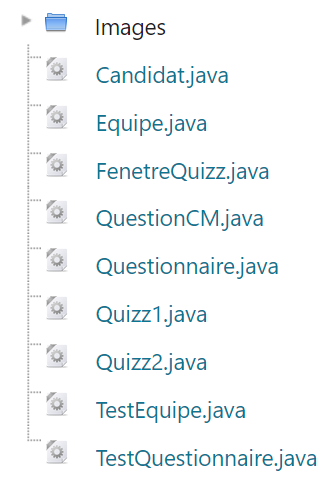 Images
Candidat.java
Equipe.java
FenetreQuizz.java
QuestionCM.java
Questionnaire.java
Quizz1.java
Quizz2.java
TestEquipe.java
TestQuestionnaire.java